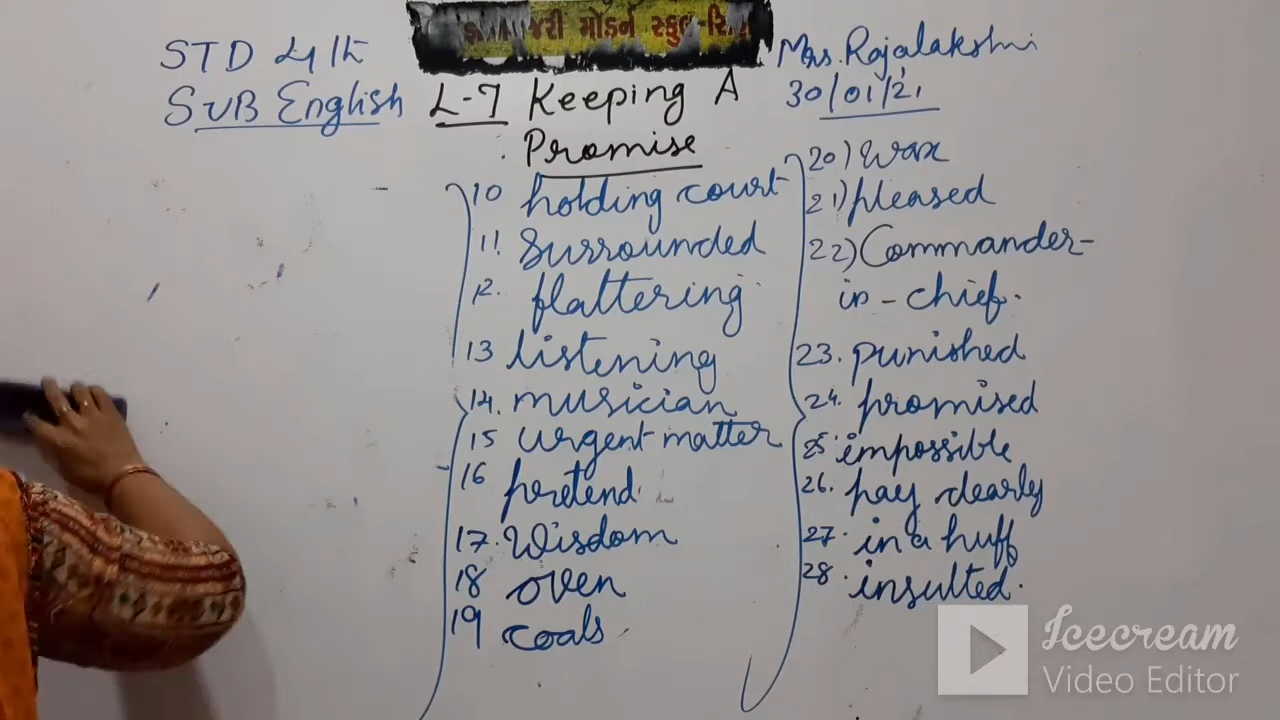 જરી મોડર્ન સ્કુલ-સિ
STD 4th
SUB English
L-7 Keeping A
Promise
Mrs. Rajalakshmi
30/01/21
10 holding court
11. Surrounded
12. flattering
13 listening
14. musician
15 urgent matter
16 pretend
17. Wisdom
18 oven
19 coals
20) Wax
21) pleased
22) Commander-
in-chief.
23. punished
24. promised
25. impossible
26. pay dearly
27. in a huff
28. insulted.
Icecream
Video Editor